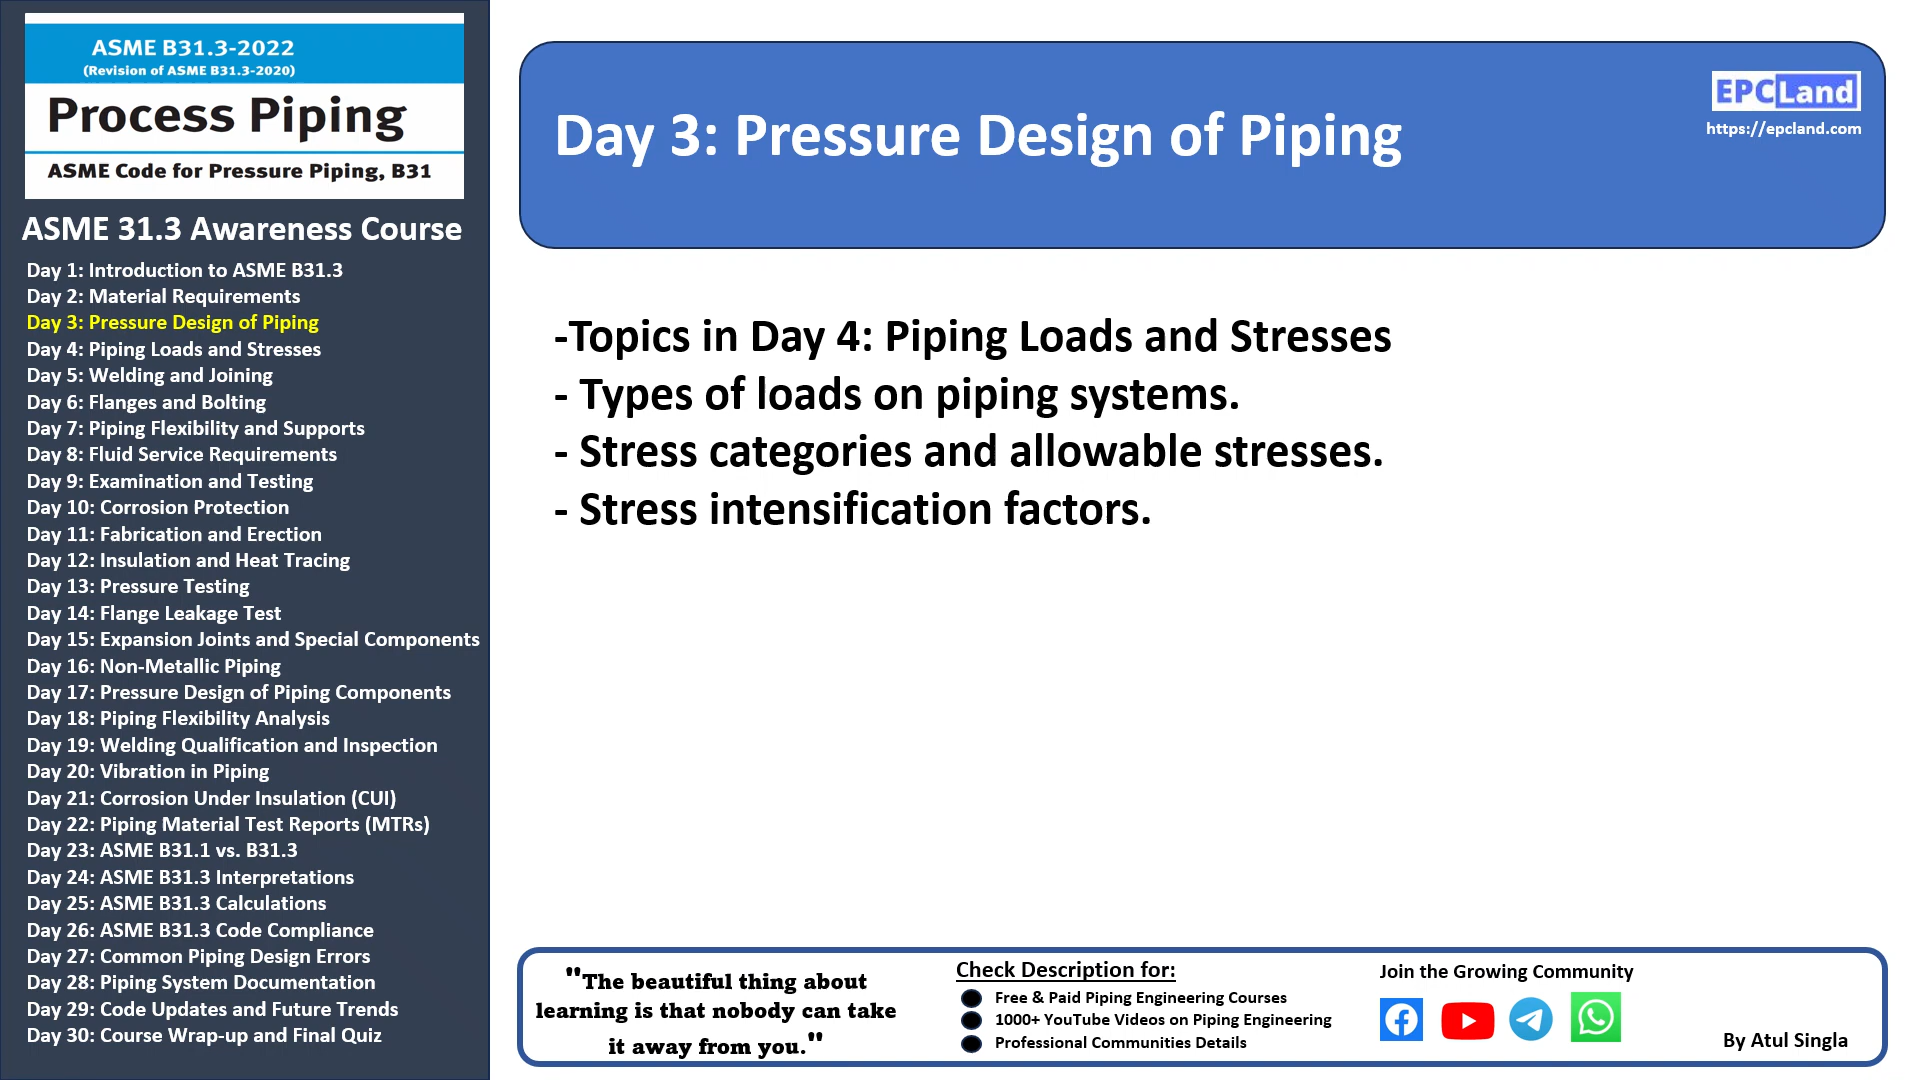 ASME B31.3-2022
(Revision of ASME B31.3-2020)
Process Piping
ASME Code for Pressure Piping, B31
ASME 31.3 Awareness Course
Day 1: Introduction to ASME B31.3
Day 2: Material Requirements
Day 3: Pressure Design of Piping
Day 4: Piping Loads and Stresses
Day 5: Welding and Joining
Day 6: Flanges and Bolting
Day 7: Piping Flexibility and Supports
Day 8: Fluid Service Requirements
Day 9: Examination and Testing
Day 10: Corrosion Protection
Day 11: Fabrication and Erection
Day 12: Insulation and Heat Tracing
Day 13: Pressure Testing
Day 14: Flange Leakage Test
Day 15: Expansion Joints and Special Components
Day 16: Non-Metallic Piping
Day 17: Pressure Design of Piping Components
Day 18: Piping Flexibility Analysis
Day 19: Welding Qualification and Inspection
Day 20: Vibration in Piping
Day 21: Corrosion Under Insulation (CUI)
Day 22: Piping Material Test Reports (MTRs)
Day 23: ASME B31.1 vs. B31.3
Day 24: ASME B31.3 Interpretations
Day 25: ASME B31.3 Calculations
Day 26: ASME B31.3 Code Compliance
Day 27: Common Piping Design Errors
Day 28: Piping System Documentation
Day 29: Code Updates and Future Trends
Day 30: Course Wrap-up and Final Quiz
Day 3: Pressure Design of Piping
EPCLand
https://epcland.com
-Topics in Day 4: Piping Loads and Stresses
- Types of loads on piping systems.
- Stress categories and allowable stresses.
- Stress intensification factors.
"The beautiful thing about
learning is that nobody can take
it away from you."
Check Description for:
Free & Paid Piping Engineering Courses
1000+ YouTube Videos on Piping Engineering
Professional Communities Details
Join the Growing Community
By Atul Singla